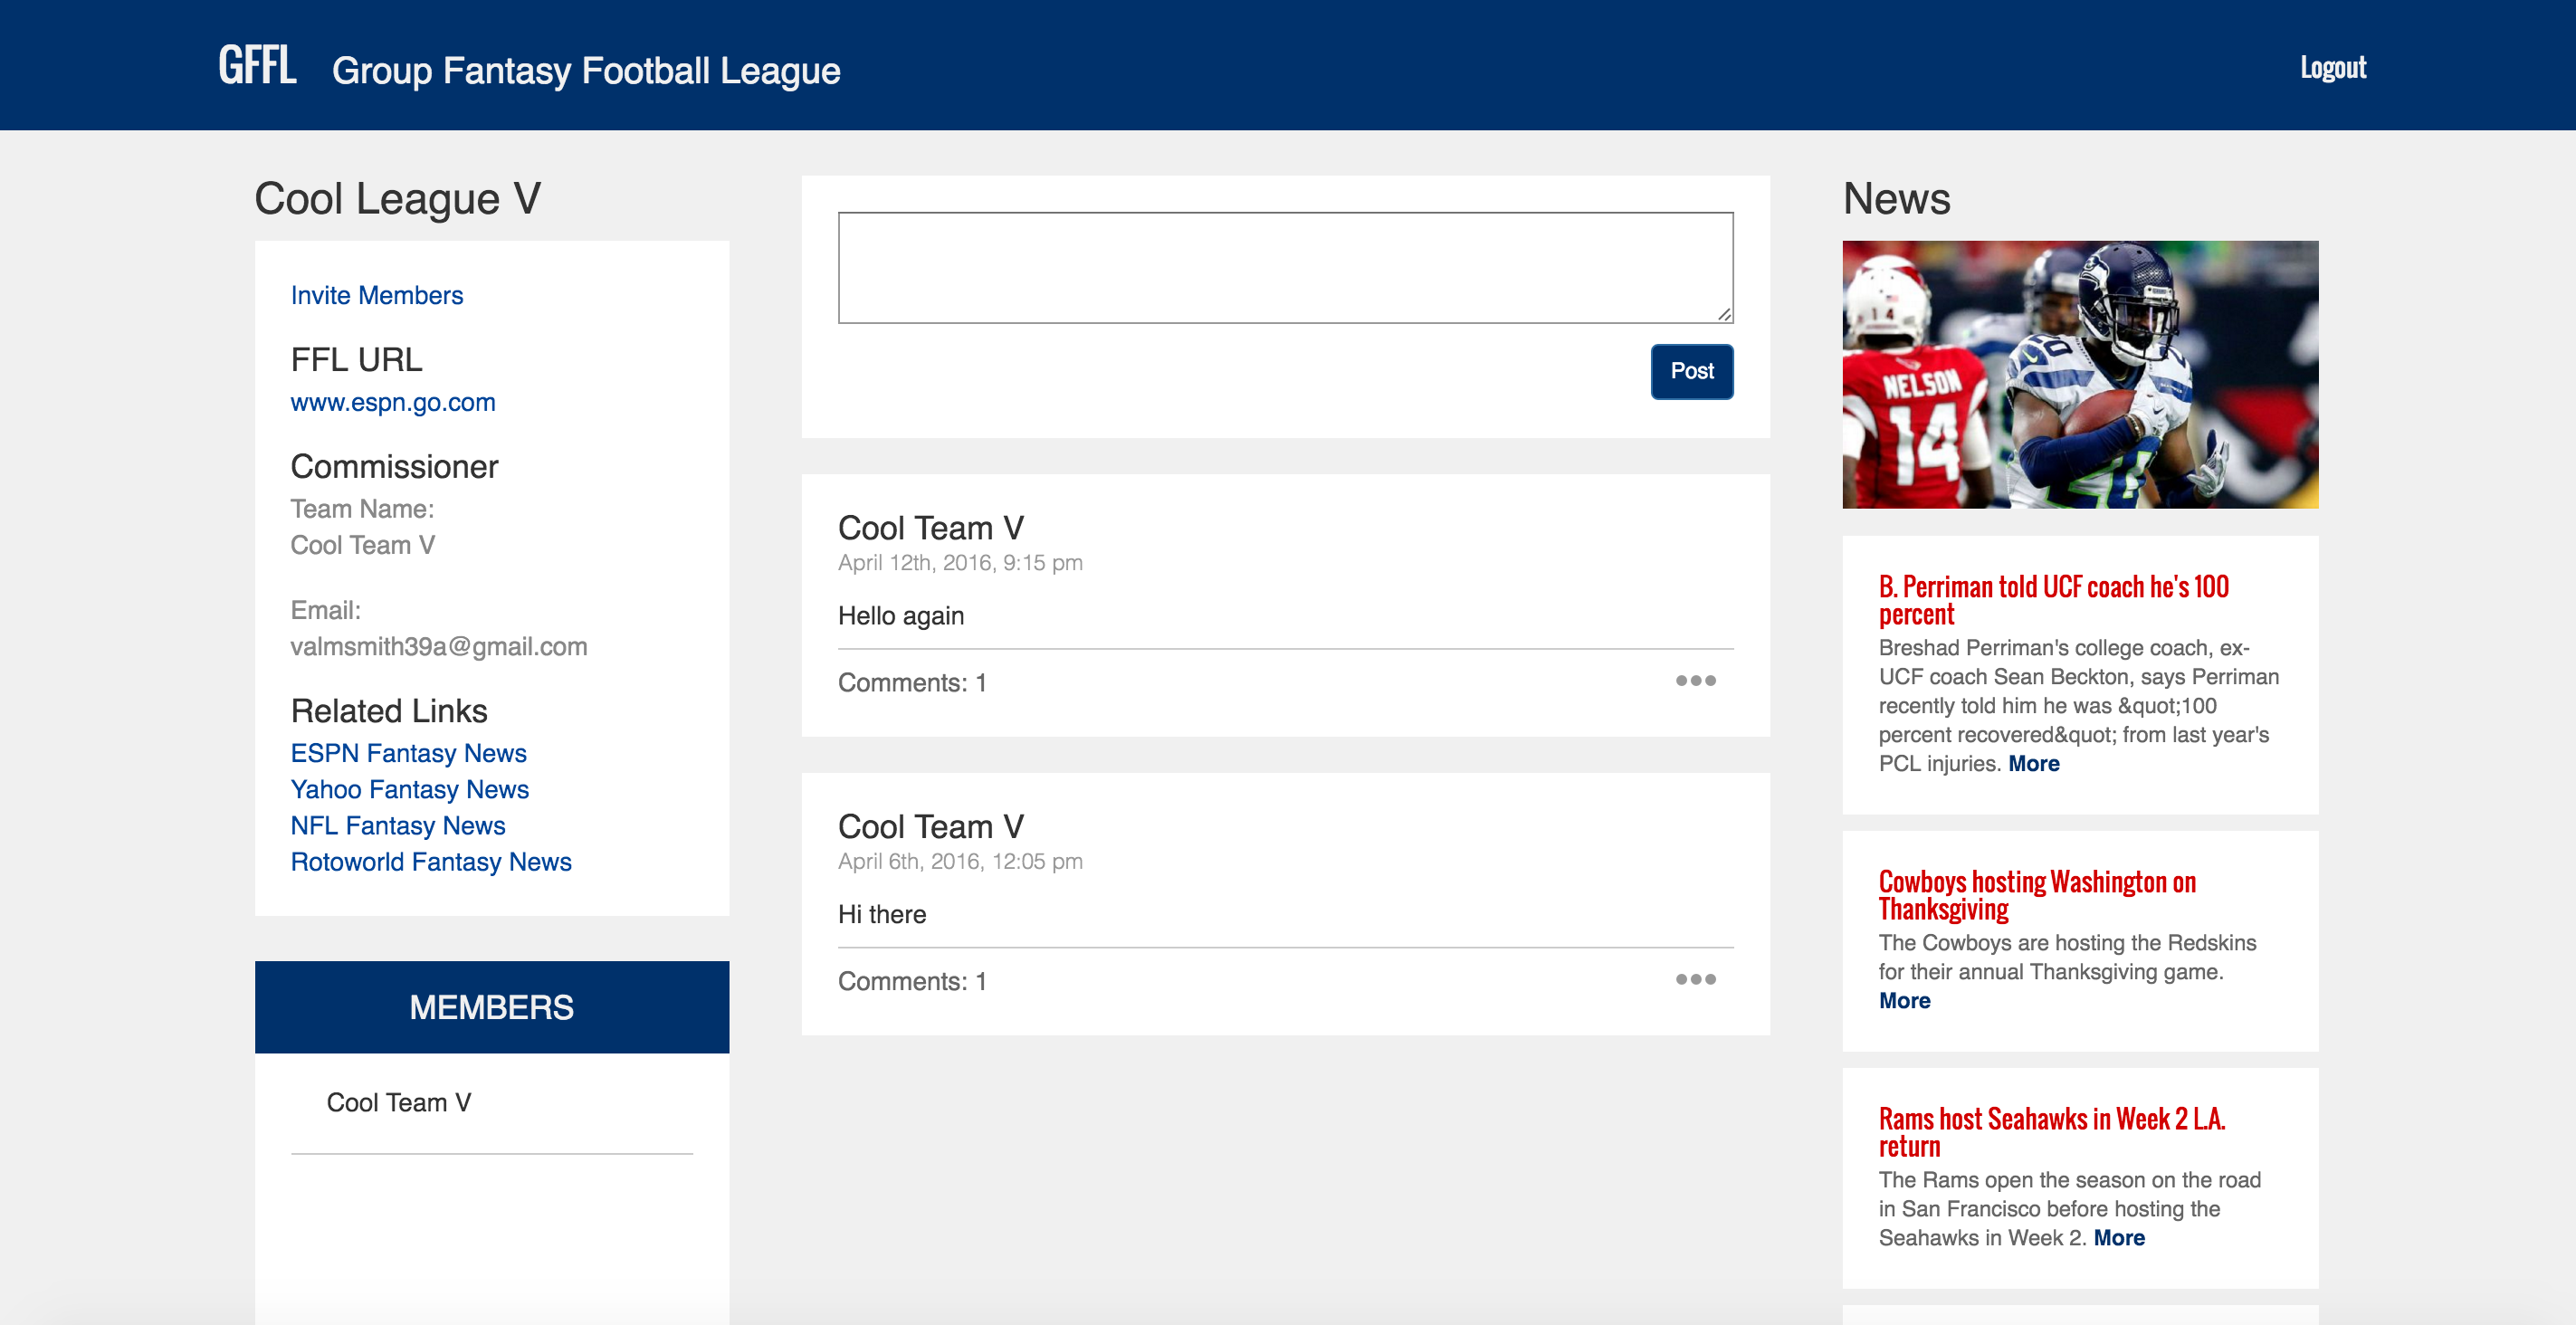 GFFL Group Fantasy Football League
Logout
Cool League V
Invite Members
FFL URL
www.espn.go.com
Commissioner
Team Name:
Cool Team V
Email:
valmsmith39a@gmail.com
Related Links
ESPN Fantasy News
Yahoo Fantasy News
NFL Fantasy News
Rotoworld Fantasy News
MEMBERS
Cool Team V
Post
Cool Team V
April 12th, 2016, 9:15 pm
Hello again
Comments: 1
Cool Team V
April 6th, 2016, 12:05 pm
Hi there
Comments: 1
News
14
NELSON
14
20
B. Perriman told UCF coach he's 100
percent
Breshad Perriman's college coach, ex-
UCF coach Sean Beckton, says Perriman
recently told him he was &quot;100
percent recovered&quot; from last year's
PCL injuries. More
Cowboys hosting Washington on
Thanksgiving
The Cowboys are hosting the Redskins
for their annual Thanksgiving game.
More
Rams host Seahawks in Week 2 L.A.
return
The Rams open the season on the road
in San Francisco before hosting the
Seahawks in Week 2. More